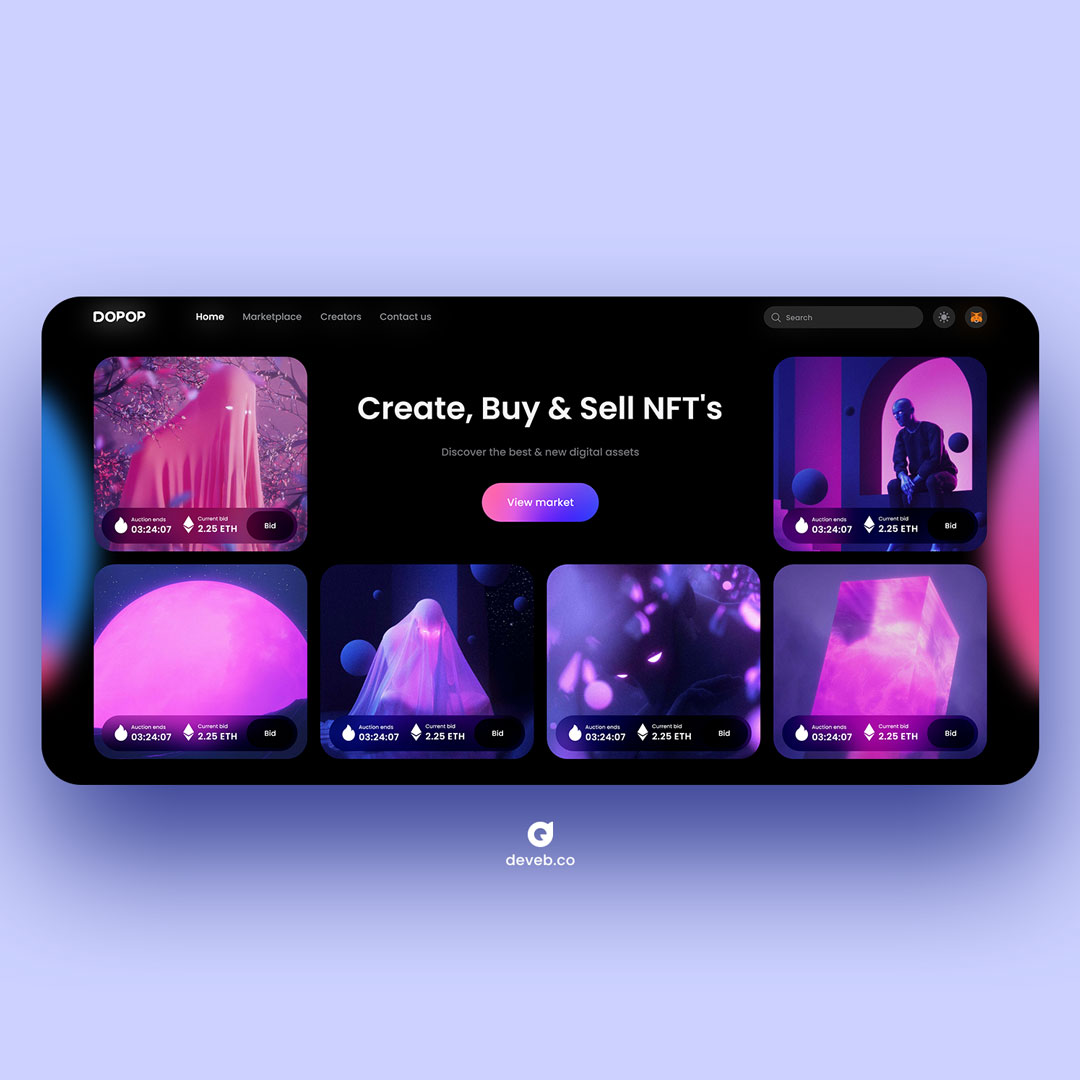 DOPOP
Home Marketplace Creators Contact us
Search
Create, Buy & Sell NFT's
Discover the best & new digital assets
View market
Auction ends Current bid
03:24:07 2.25 ETH Bid
Auction ends Current bid
03:24:07 2.25 ETH Bid
Auction ends Current bid
03:24:07 2.25 ETH Bid
Auction ends Current bid
03:24:07 2.25 ETH Bid
Auction ends Current bid
03:24:07 2.25 ETH Bid
Auction ends Current bid
03:24:07 2.25 ETH Bid
deveb.co